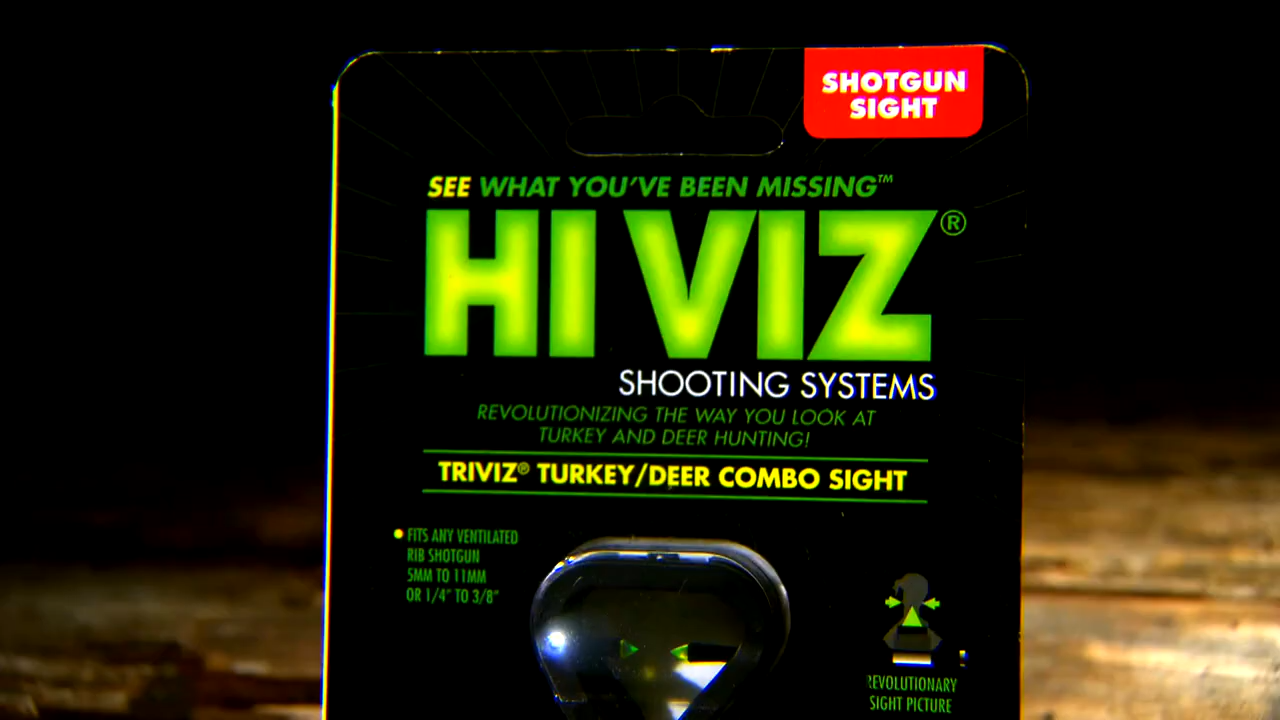 SHOTGUN
SIGHT
SEE WHAT YOU'VE BEEN MISSING™
HI VIZ®
SHOOTING SYSTEMS
REVOLUTIONIZING THE WAY YOU LOOK AT
TURKEY AND DEER HUNTING!
TRIVIZ® TURKEY/DEER COMBO SIGHT
FITS ANY VENTILATED
RIB SHOTGUN
5MM TO 11MM
OR 1/4" TO 3/8"
REVOLUTIONARY
SIGHT PICTURE